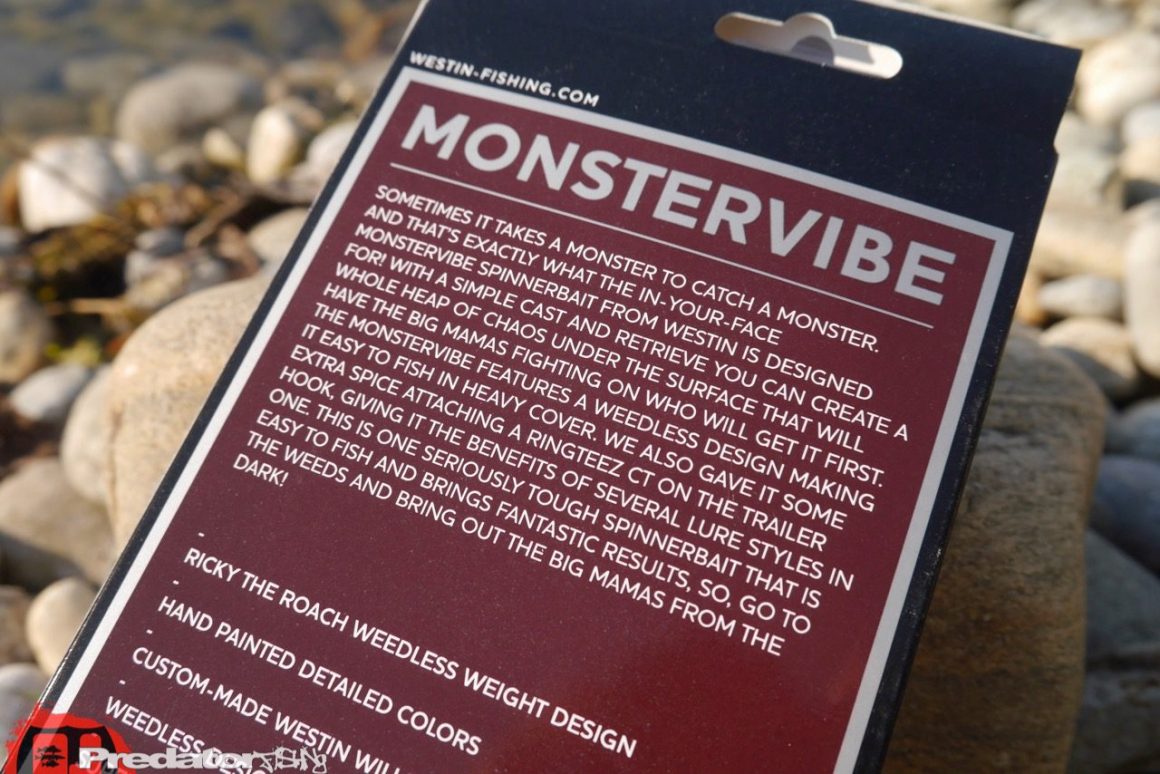 WESTIN-FISHING.COM
MONSTERVIBE
SOMETIMES IT TAKES A MONSTER TO CATCH A MONSTER.
AND THAT'S EXACTLY WHAT THE IN-YOUR-FACE
MONSTERVIBE SPINNERBAIT FROM WESTIN IS DESIGNED
FOR! WITH A SIMPLE CAST AND RETRIEVE YOU CAN CREATE A
WHOLE HEAP OF CHAOS UNDER THE SURFACE THAT WILL
HAVE THE BIG MAMAS FIGHTING ON WHO WILL GET IT FIRST.
THE MONSTERVIBE FEATURES A WEEDLESS DESIGN MAKING
IT EASY TO FISH IN HEAVY COVER. WE ALSO GAVE IT SOME
EXTRA SPICE ATTACHING A RINGTEEZ CT ON THE TRAILER
HOOK, GIVING IT THE BENEFITS OF SEVERAL LURE STYLES IN
ONE. THIS IS ONE SERIOUSLY TOUGH SPINNERBAIT THAT IS
EASY TO FISH AND BRINGS FANTASTIC RESULTS, SO, GO TO
THE WEEDS AND BRING OUT THE BIG MAMAS FROM THE
DARK!
-
RICKY THE ROACH WEEDLESS WEIGHT DESIGN
-
HAND PAINTED DETAILED COLORS
-
CUSTOM-MADE WESTIN WILL
-
WEEDLESS DESIGN
Predator